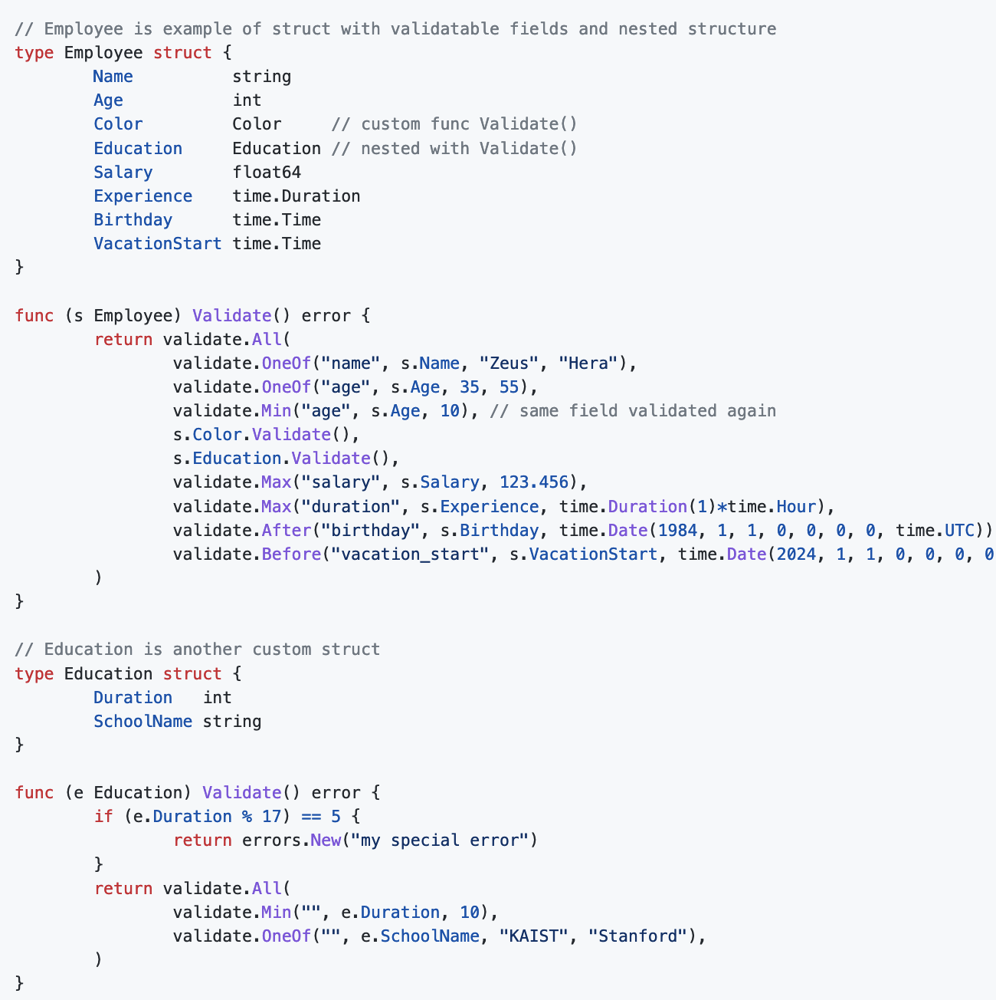 // Employee is example of struct with validatable fields and nested structure
type Employee struct {
        Name          string
        Age           int
        Color         Color     // custom func Validate()
        Education     Education // nested with Validate()
        Salary        float64
        Experience    time.Duration
        Birthday      time.Time
        VacationStart time.Time
}

func (s Employee) Validate() error {
        return validate.All(
                validate.OneOf("name", s.Name, "Zeus", "Hera"),
                validate.OneOf("age", s.Age, 35, 55),
                validate.Min("age", s.Age, 10), // same field validated again
                s.Color.Validate(),
                s.Education.Validate(),
                validate.Max("salary", s.Salary, 123.456),
                validate.Max("duration", s.Experience, time.Duration(1)*time.Hour),
                validate.After("birthday", s.Birthday, time.Date(1984, 1, 1, 0, 0, 0, 0, time.UTC))
                validate.Before("vacation_start", s.VacationStart, time.Date(2024, 1, 1, 0, 0, 0, 0
        )
}

// Education is another custom struct
type Education struct {
        Duration   int
        SchoolName string
}

func (e Education) Validate() error {
        if (e.Duration % 17) == 5 {
                return errors.New("my special error")
        }
        return validate.All(
                validate.Min("", e.Duration, 10),
                validate.OneOf("", e.SchoolName, "KAIST", "Stanford"),
        )
}